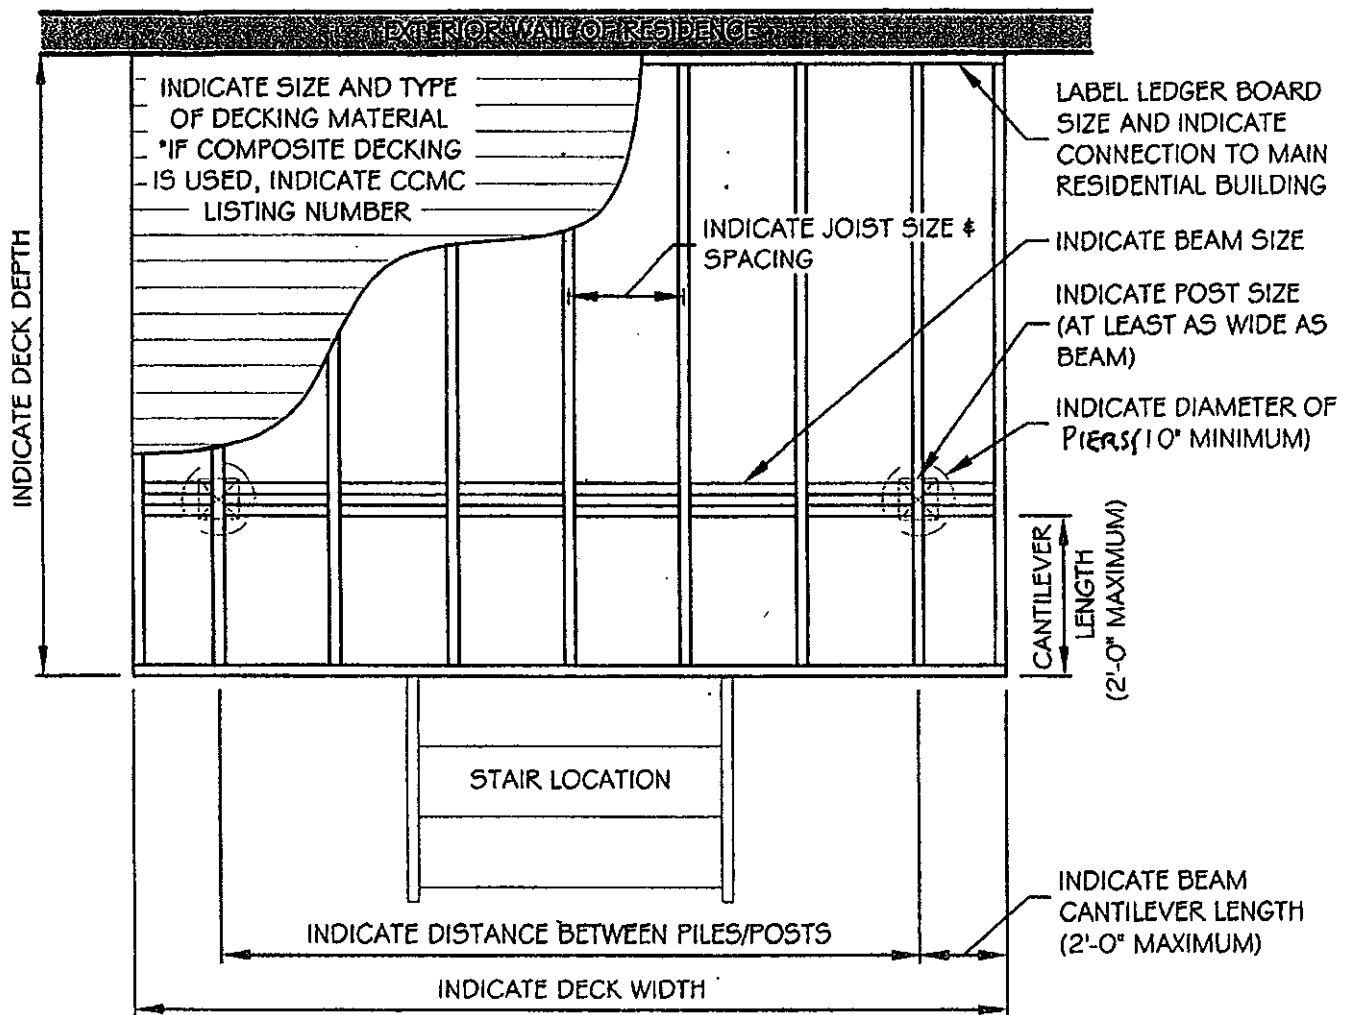 EXTERIOR WALL OF RESIDENCE
INDICATE SIZE AND TYPE
OF DECKING MATERIAL
*IF COMPOSITE DECKING
IS USED, INDICATE CCMC
LISTING NUMBER
INDICATE JOIST SIZE &
SPACING
LABEL LEDGER BOARD
SIZE AND INDICATE
CONNECTION TO MAIN
RESIDENTIAL BUILDING
INDICATE BEAM SIZE
INDICATE POST SIZE
(AT LEAST AS WIDE AS
BEAM)
INDICATE DIAMETER OF
PIERS(10" MINIMUM)
INDICATE DECK DEPTH
CANTILEVER
LENGTH
(2'-0" MAXIMUM)
STAIR LOCATION
INDICATE BEAM
CANTILEVER LENGTH
(2'-0" MAXIMUM)
INDICATE DISTANCE BETWEEN PILES/POSTS
INDICATE DECK WIDTH